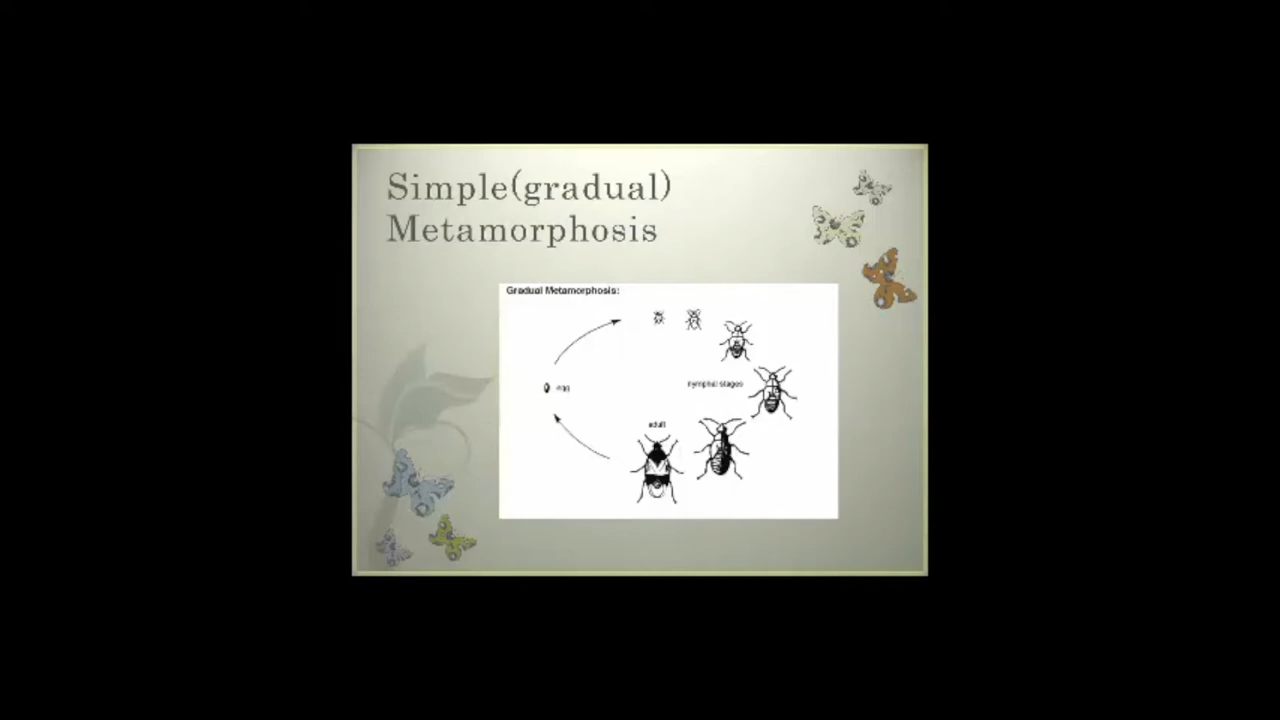 Simple(gradual)
Metamorphosis
Gradual Metamorphosis:
egg
nymphal stages
adult